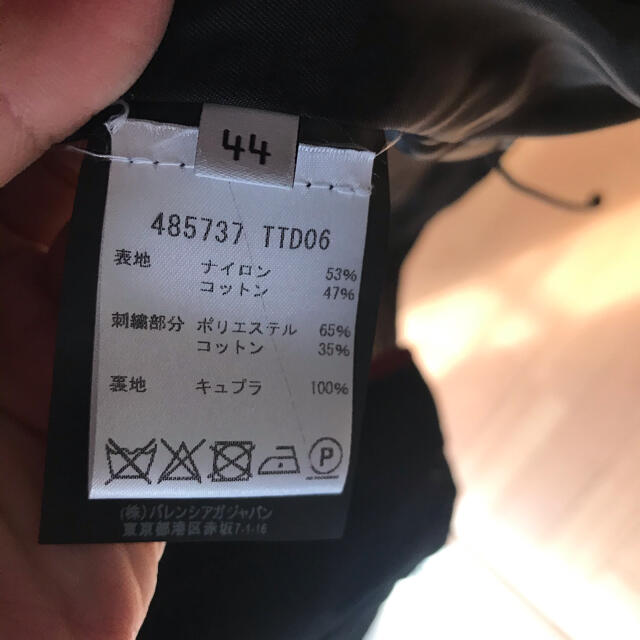 44
485737 TTD06
表地 ナイロン 53%
コットン 47%
刺繍部分 ポリエステル 65%
コットン 35%
裏地 キュプラ 100%
P
(株)バレンシアガジャパン
東京都港区赤坂7-1-16